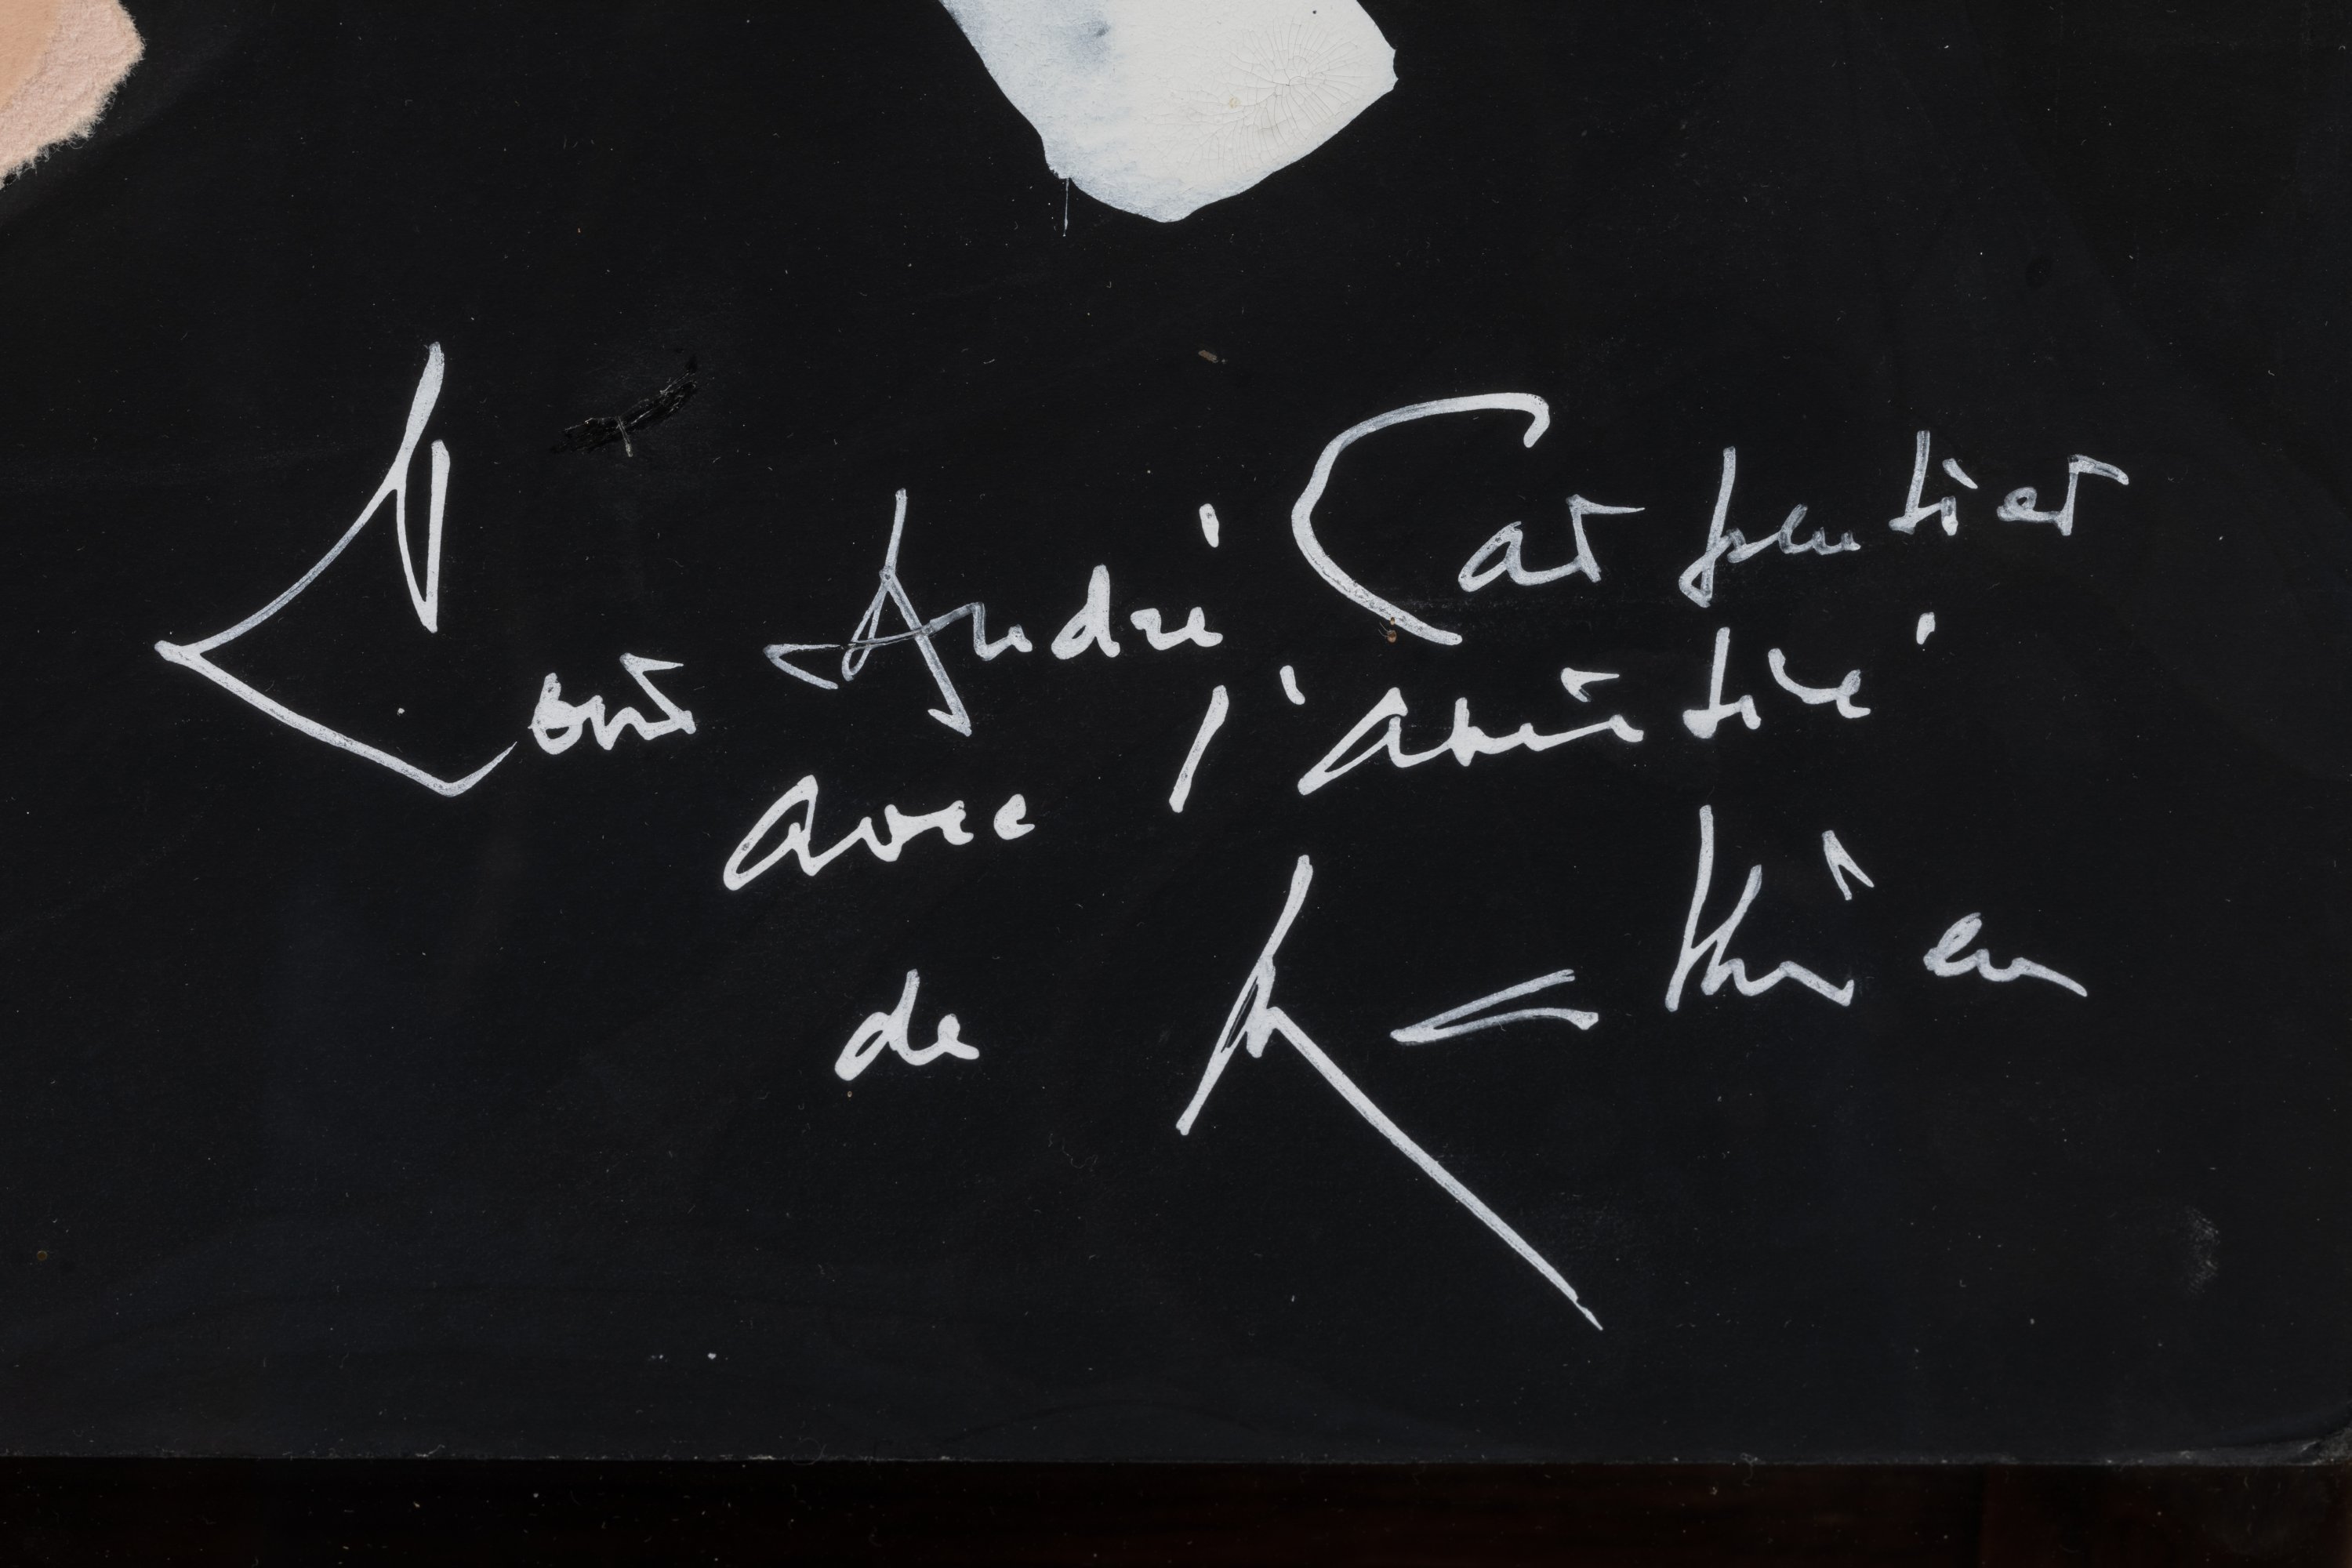 Pour André Carpentier
avec l'amitié
de